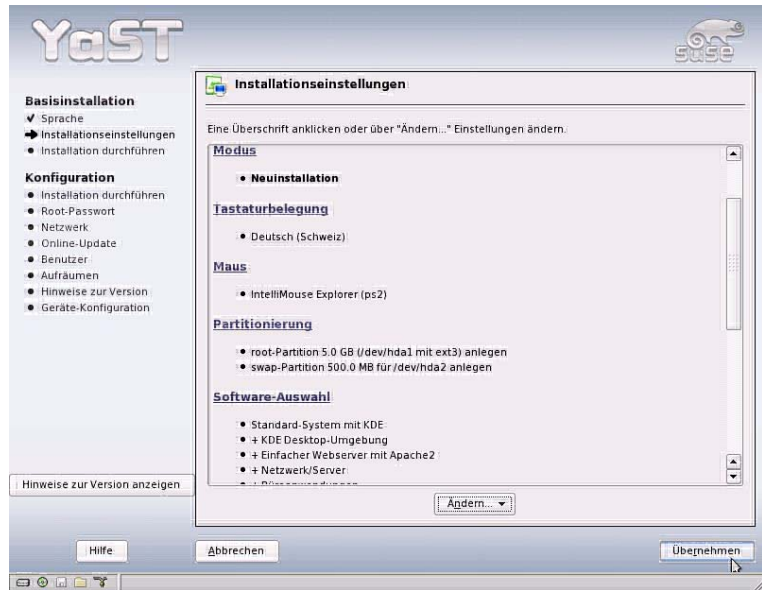 YaST
SUSE
Basisinstallation
Sprache
Installationseinstellungen
Installation durchführen
Konfiguration
Installation durchführen
Root-Passwort
Netzwerk
Online-Update
Benutzer
Aufräumen
Hinweise zur Version
Geräte-Konfiguration
Hinweise zur Version anzeigen
Installationseinstellungen
Eine Überschrift anklicken oder über "Ändern..." Einstellungen ändern.
Modus
Neuinstallation
Tastaturbelegung
Deutsch (Schweiz)
Maus
IntelliMouse Explorer (ps2)
Partitionierung
root-Partition 5.0 GB (/dev/hda1 mit ext3) anlegen
swap-Partition 500.0 MB für /dev/hda2 anlegen
Software-Auswahl
Standard-System mit KDE
+ KDE Desktop-Umgebung
+ Einfacher Webserver mit Apache2
+ Netzwerk/Server
Ändern...
Hilfe
Abbrechen
Übernehmen